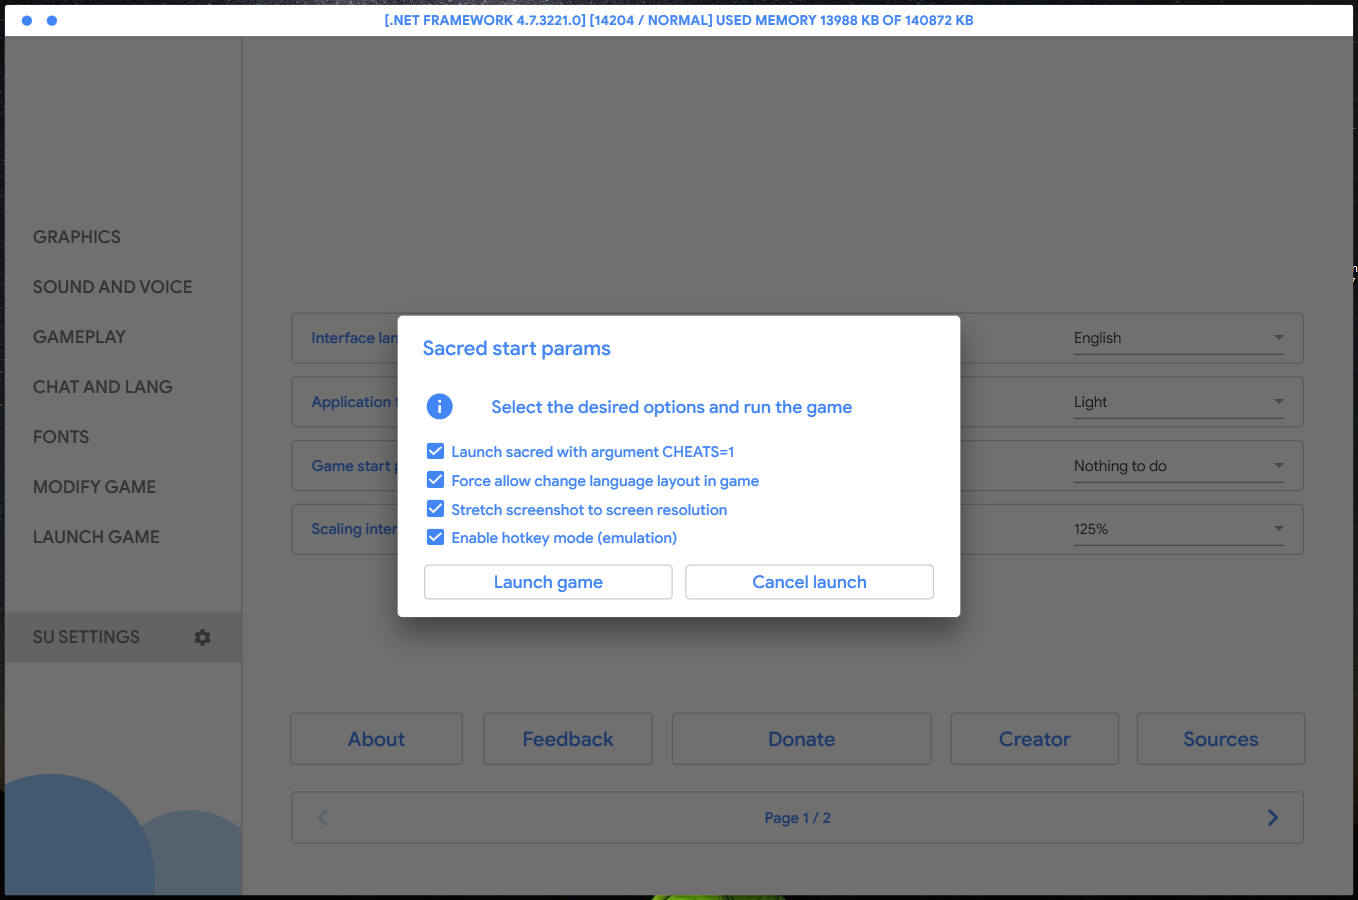 [.NET FRAMEWORK 4.7.3221.0] [14204 / NORMAL] USED MEMORY 13988 KB OF 140872 KB
GRAPHICS
SOUND AND VOICE
GAMEPLAY
CHAT AND LANG
FONTS
MODIFY GAME
LAUNCH GAME
SU SETTINGS
Interface lan
English
Application
Light
Game start
Nothing to do
Scaling inter
125%
Sacred start params
Select the desired options and run the game
Launch sacred with argument CHEATS=1
Force allow change language layout in game
Stretch screenshot to screen resolution
Enable hotkey mode (emulation)
Launch game
Cancel launch
About
Feedback
Donate
Creator
Sources
Page 1 / 2